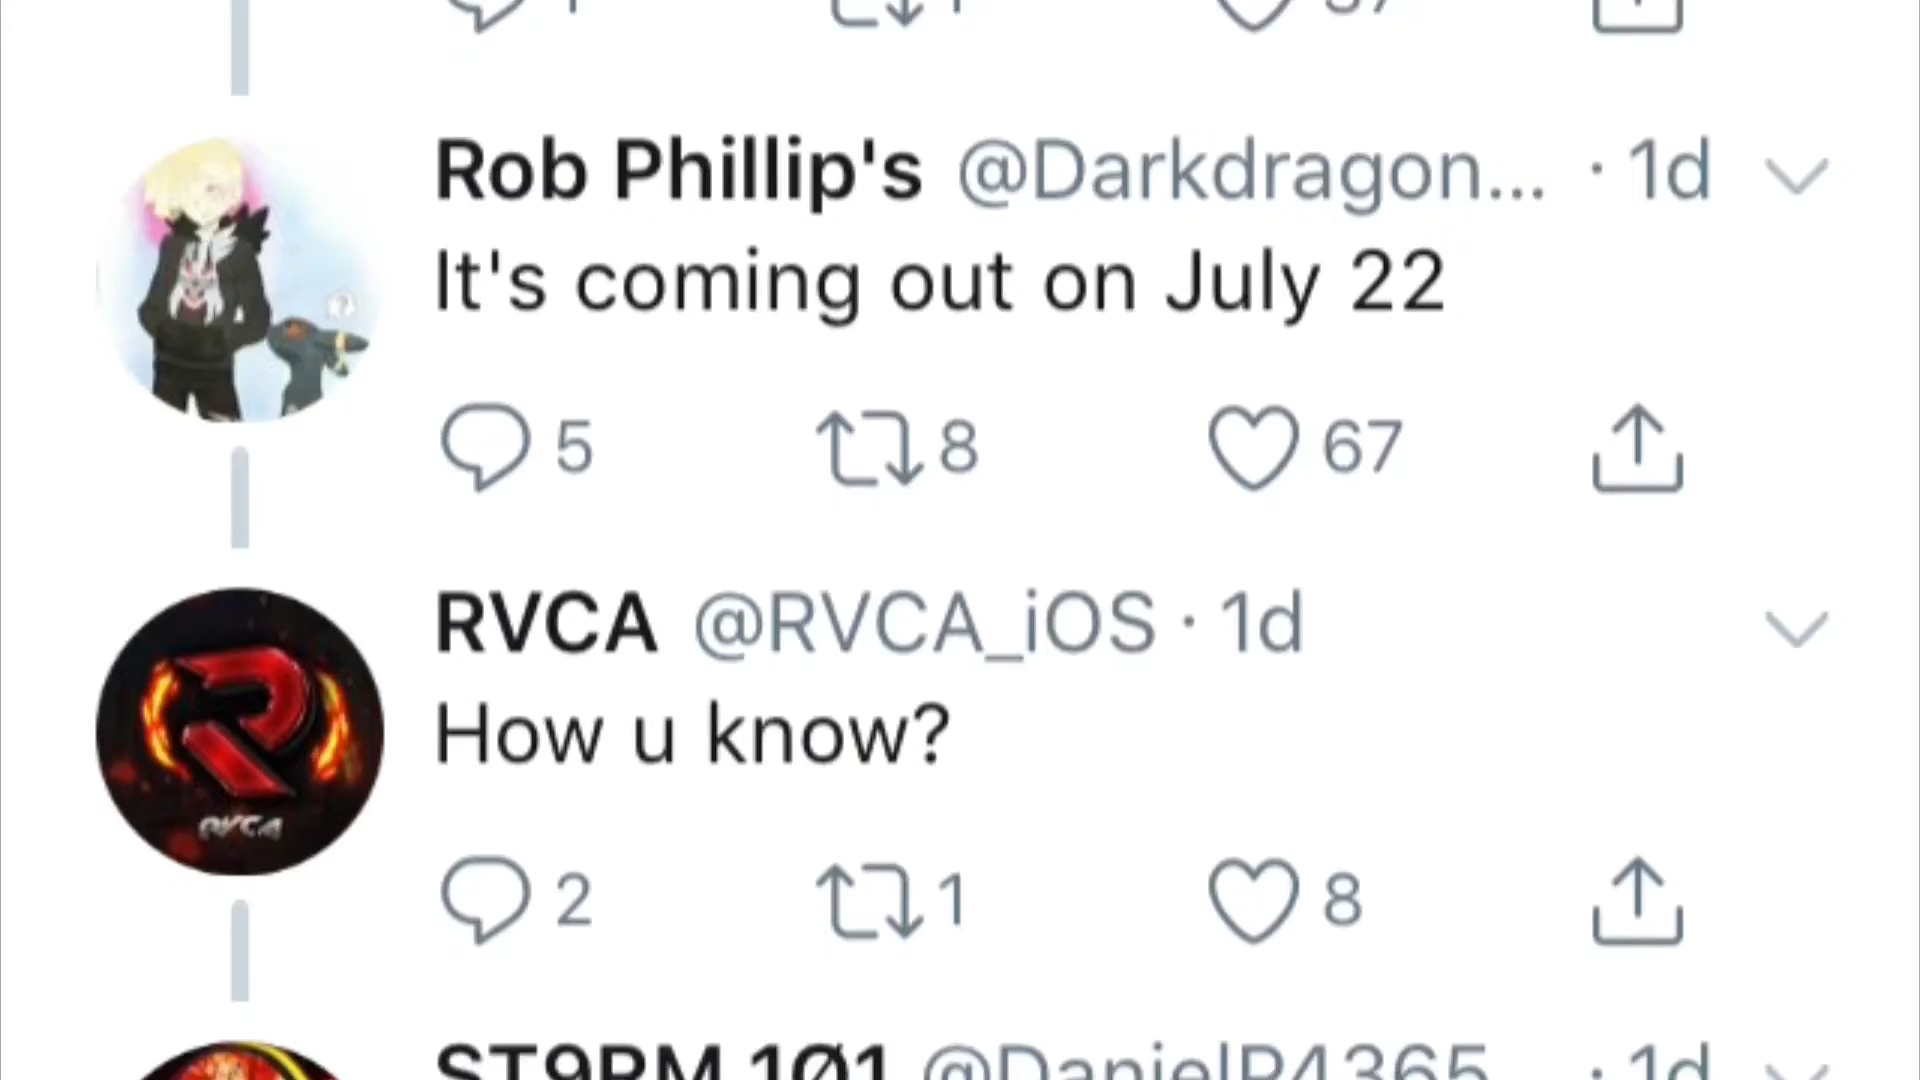 Rob Phillip's @Darkdragon... · 1d
It's coming out on July 22
5 8 67
RVCA @RVCA_iOS · 1d
How u know?
RVCA
2 1 8
ST9RM 1Ø1 @DanielR4365... · 1d